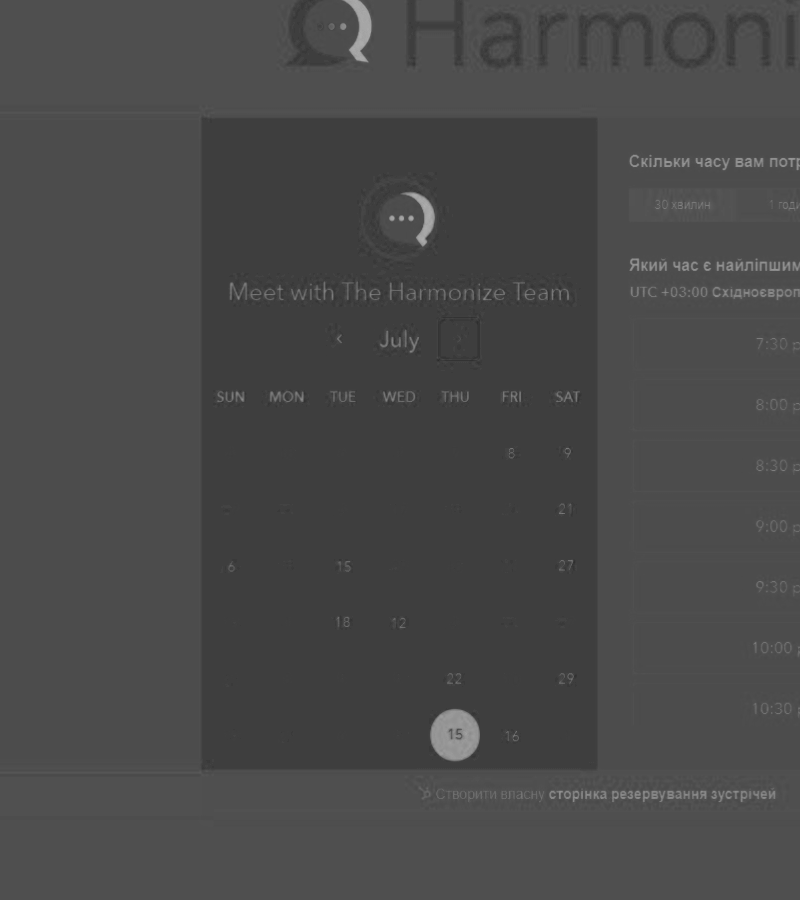 Harmoni
Meet with The Harmonize Team
July
SUN MON TUE WED THU FRI SAT
8 9
21
6 15 27
18 12
22 29
15 16
Скільки часу вам потр
30 хвилин 1 годи
Який час є найліпшим
UTC +03:00 Східноєвроп
7:30 p
8:00 p
8:30 p
9:00 p
9:30 p
10:00 p
10:30 p
Створити власну сторінка резервування зустрічей